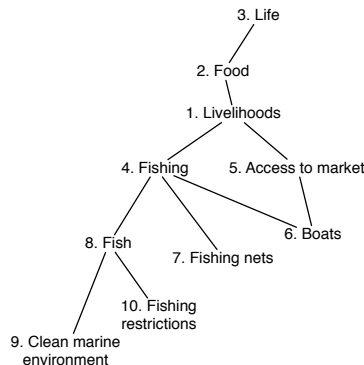 3. Life
2. Food
1. Livelihoods
4. Fishing
5. Access to market
6. Boats
8. Fish
7. Fishing nets
10. Fishing
restrictions
9. Clean marine
environment